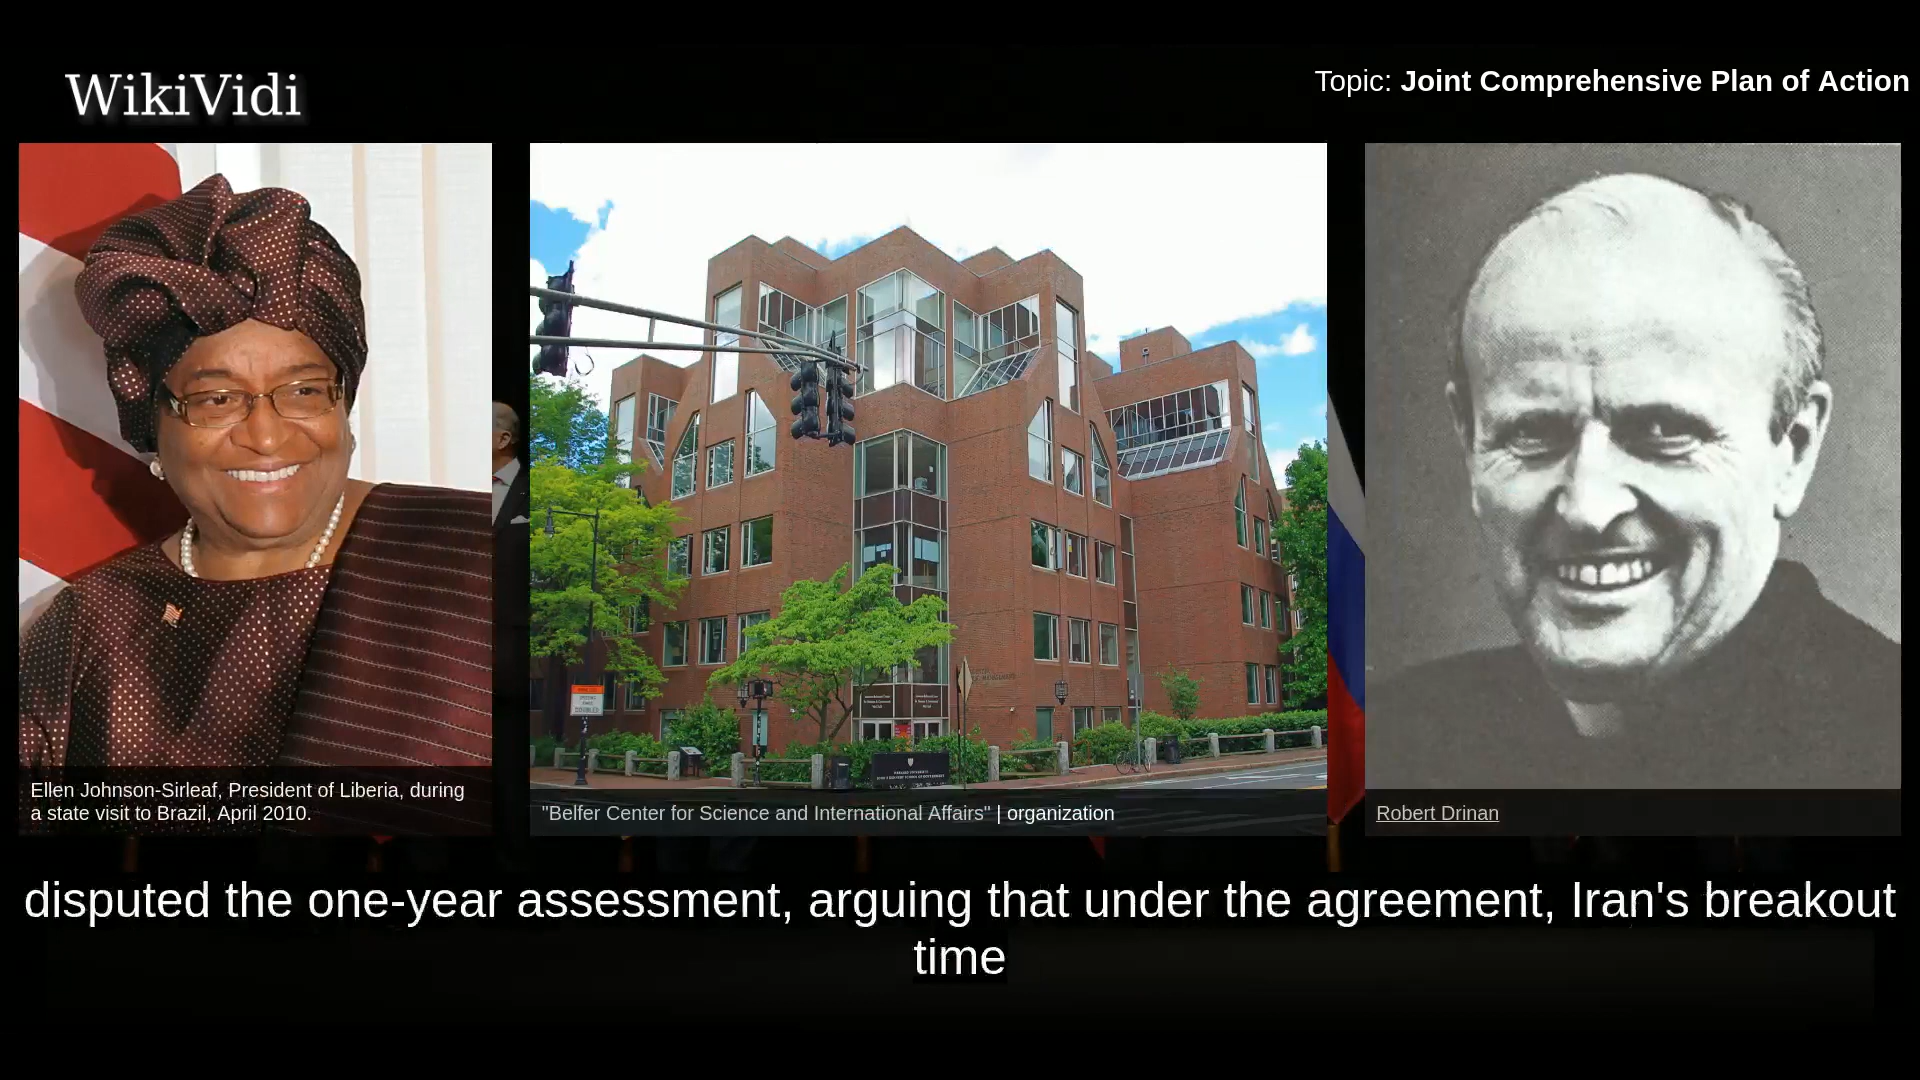 WikiVidi
Topic: Joint Comprehensive Plan of Action
Ellen Johnson-Sirleaf, President of Liberia, during
a state visit to Brazil, April 2010.
"Belfer Center for Science and International Affairs" | organization
Robert Drinan
disputed the one-year assessment, arguing that under the agreement, Iran's breakout
time